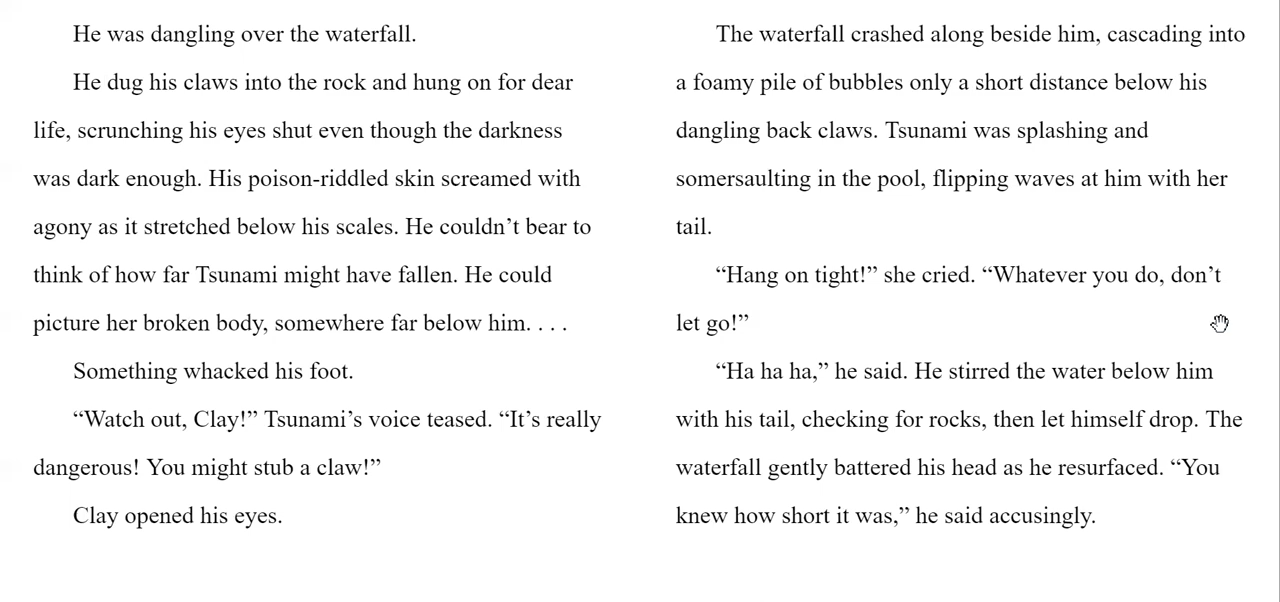 He was dangling over the waterfall.
He dug his claws into the rock and hung on for dear
life, scrunching his eyes shut even though the darkness
was dark enough. His poison-riddled skin screamed with
agony as it stretched below his scales. He couldn’t bear to
think of how far Tsunami might have fallen. He could
picture her broken body, somewhere far below him. . . .
Something whacked his foot.
“Watch out, Clay!” Tsunami’s voice teased. “It’s really
dangerous! You might stub a claw!”
Clay opened his eyes.
The waterfall crashed along beside him, cascading into
a foamy pile of bubbles only a short distance below his
dangling back claws. Tsunami was splashing and
somersaulting in the pool, flipping waves at him with her
tail.
“Hang on tight!” she cried. “Whatever you do, don’t
let go!”
“Ha ha ha,” he said. He stirred the water below him
with his tail, checking for rocks, then let himself drop. The
waterfall gently battered his head as he resurfaced. “You
knew how short it was,” he said accusingly.